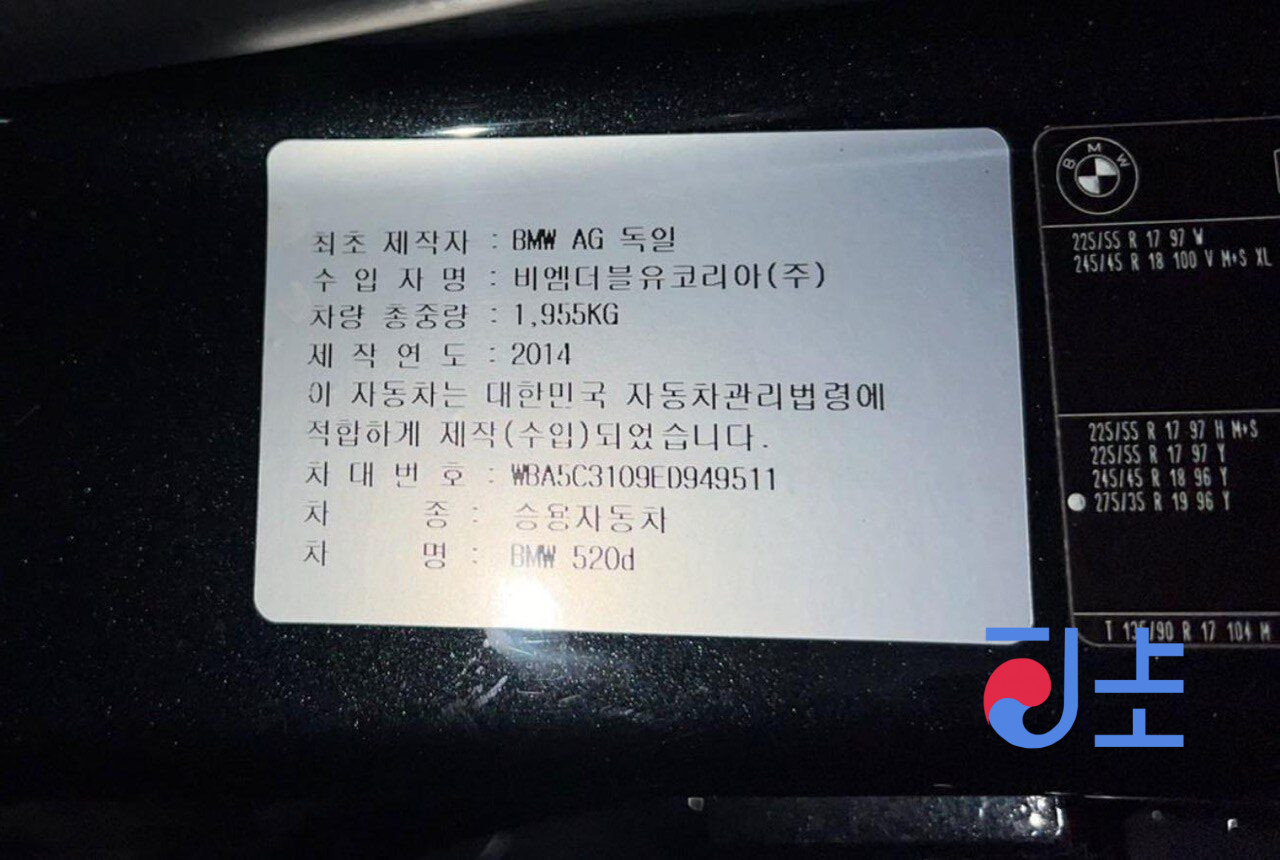 최초 제작자 : BMW AG 독일
수 입 자 명 : 비엠더블유코리아(주)
차량 총중량 : 1,955KG
제 작 연 도 : 2014
이 자동차는 대한민국 자동차관리법령에
적합하게 제작(수입)되었습니다.
차 대 번 호 : WBA5C3109ED949511
차 종 : 승용자동차
차 명 : BMW 520d
BMW
225/55 R 17 97 W
245/45 R 18 100 V M+S XL
225/55 R 17 97 H M+S
225/55 R 17 97 Y
245/45 R 18 96 Y
275/35 R 19 96 Y
T 135/90 R 17 104 M